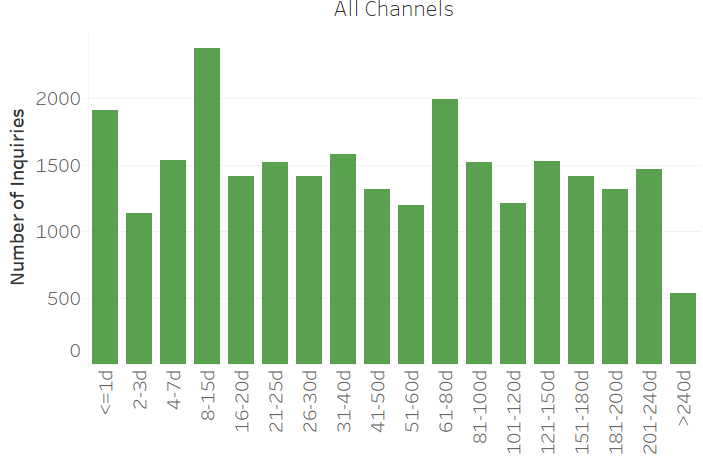 All Channels
Number of Inquiries
2000
1500
1000
500
0
<=1d
2-3d
4-7d
8-15d
16-20d
21-25d
26-30d
31-40d
41-50d
51-60d
61-80d
81-100d
101-120d
121-150d
151-180d
181-200d
201-240d
>240d